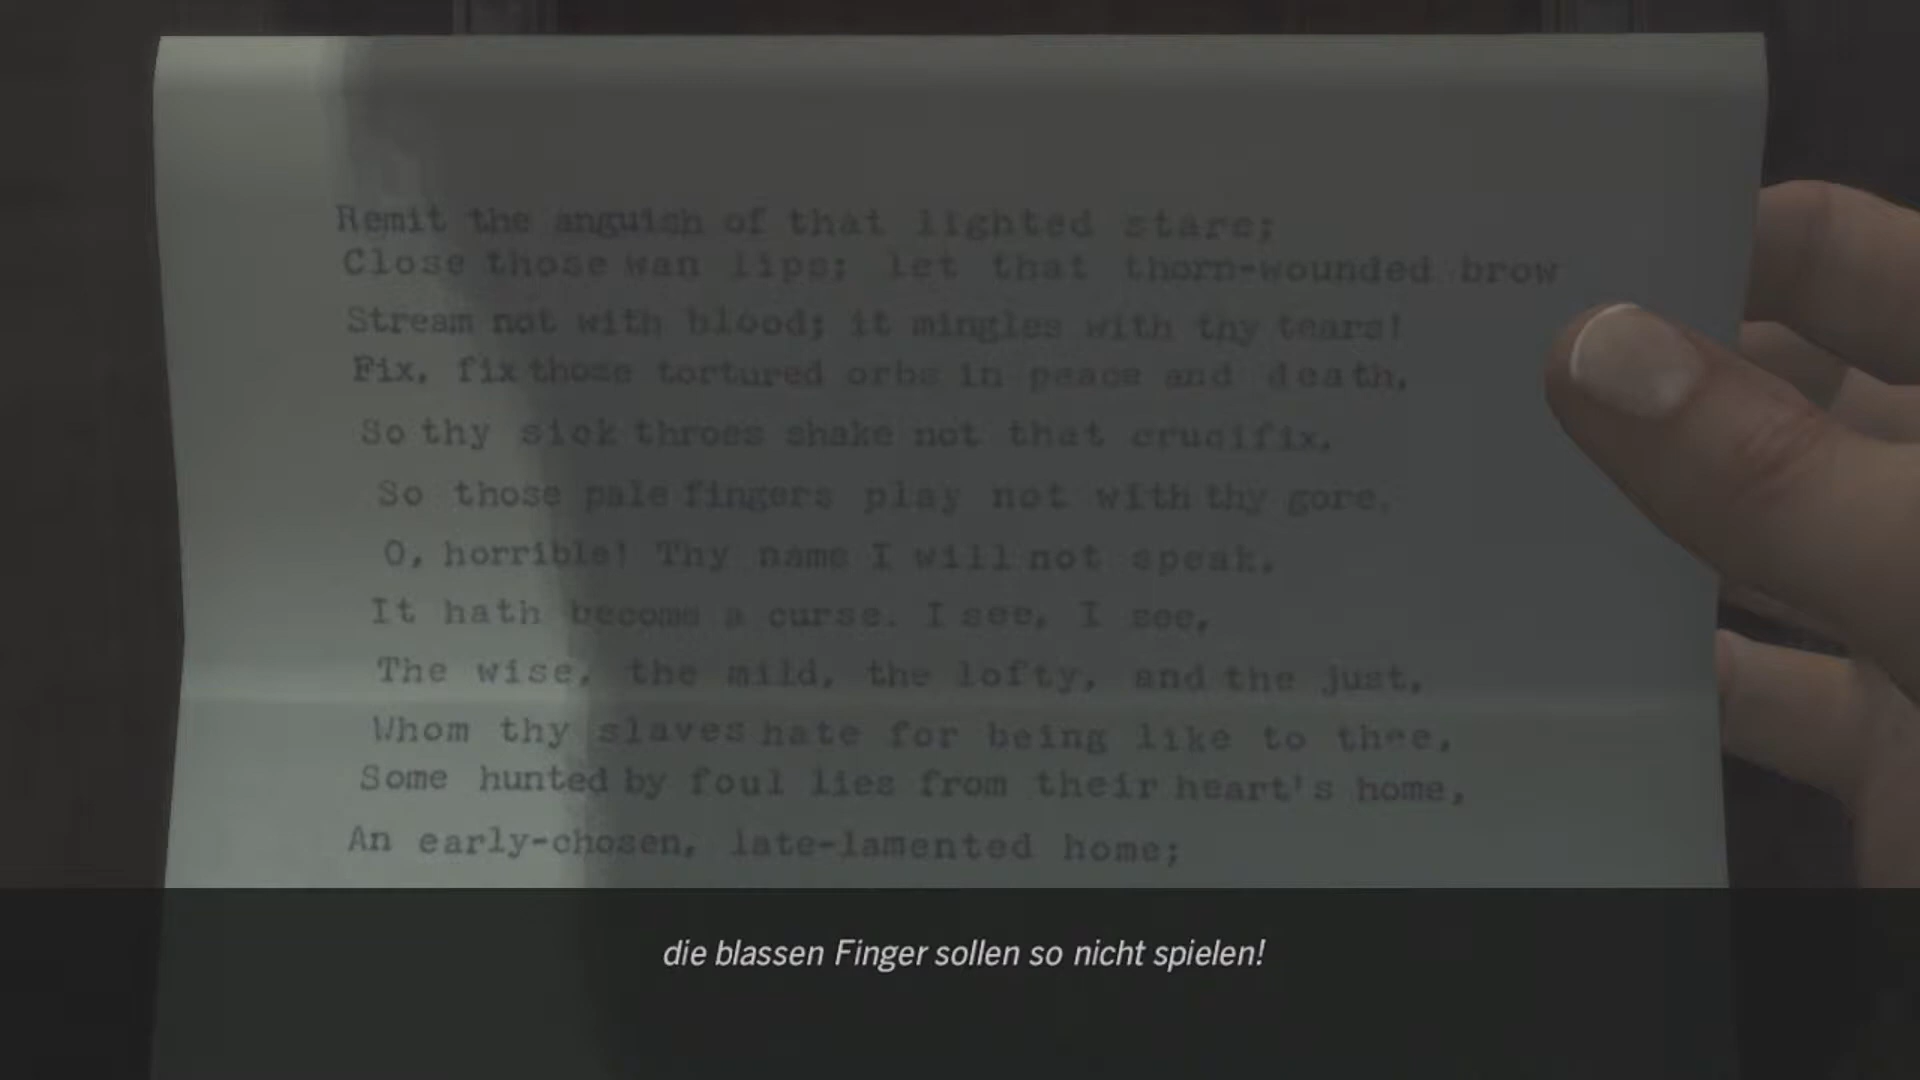 Remit the anguish of that lighted stare;
Close those wan lips; let that thorn-wounded brow
Stream not with blood; it mingles with thy tears!
Fix, fix those tortured orbs in peace and death,
So thy sick throes shake not that crucifix,
So those pale fingers play not with thy gore.
O, horrible! Thy name I will not speak.
It hath become a curse. I see, I see,
The wise, the mild, the lofty, and the just,
Whom thy slaves hate for being like to thee,
Some hunted by foul lies from their heart's home,
An early-chosen, late-lamented home;
die blassen Finger sollen so nicht spielen!